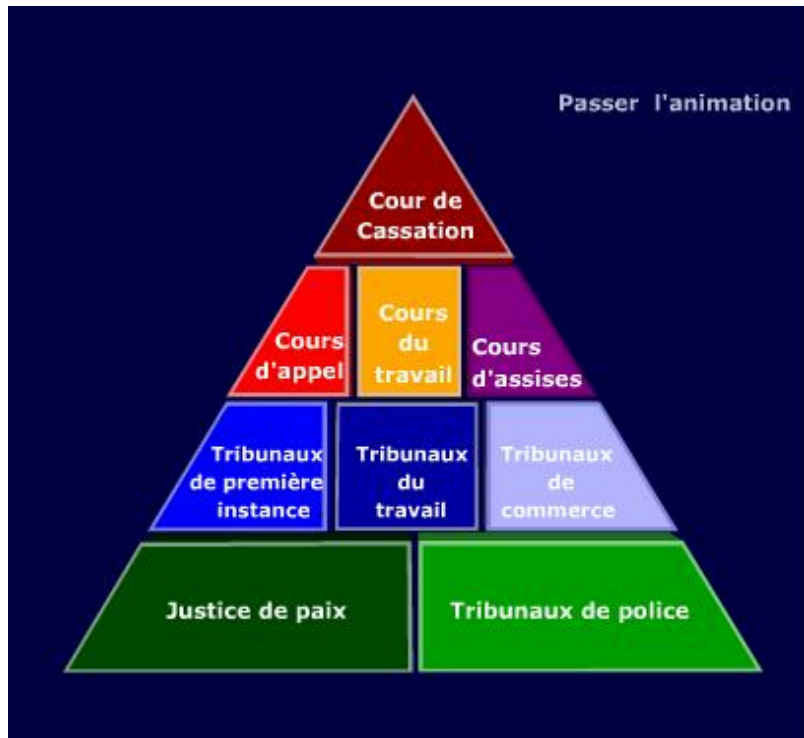 Passer l'animation
Cour de
Cassation
Cours
d'appel
Cours
du
travail
Cours
d'assises
Tribunaux
de première
instance
Tribunaux
du
travail
Tribunaux
de
commerce
Justice de paix
Tribunaux de police